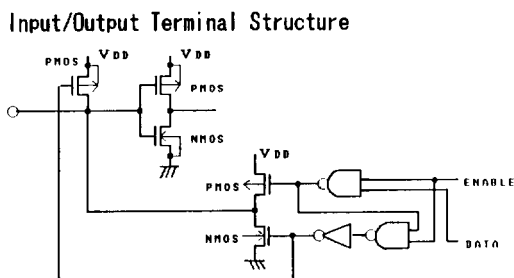 Input/Output Terminal Structure
PMOS VDD VDD
PMOS
NMOS
VDD
PMOS
ENABLE
NMOS
DATA